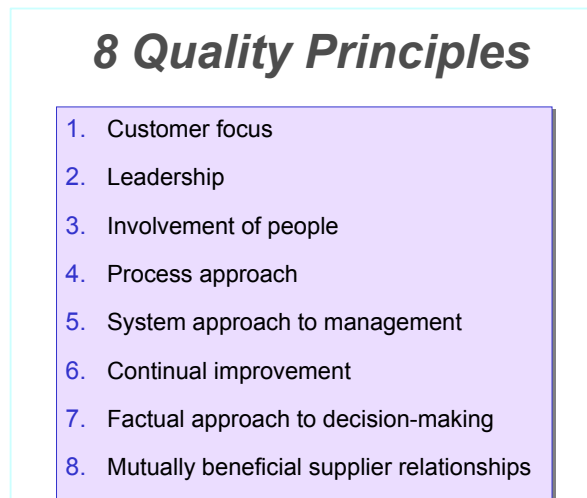 8 Quality Principles
1. Customer focus
2. Leadership
3. Involvement of people
4. Process approach
5. System approach to management
6. Continual improvement
7. Factual approach to decision-making
8. Mutually beneficial supplier relationships